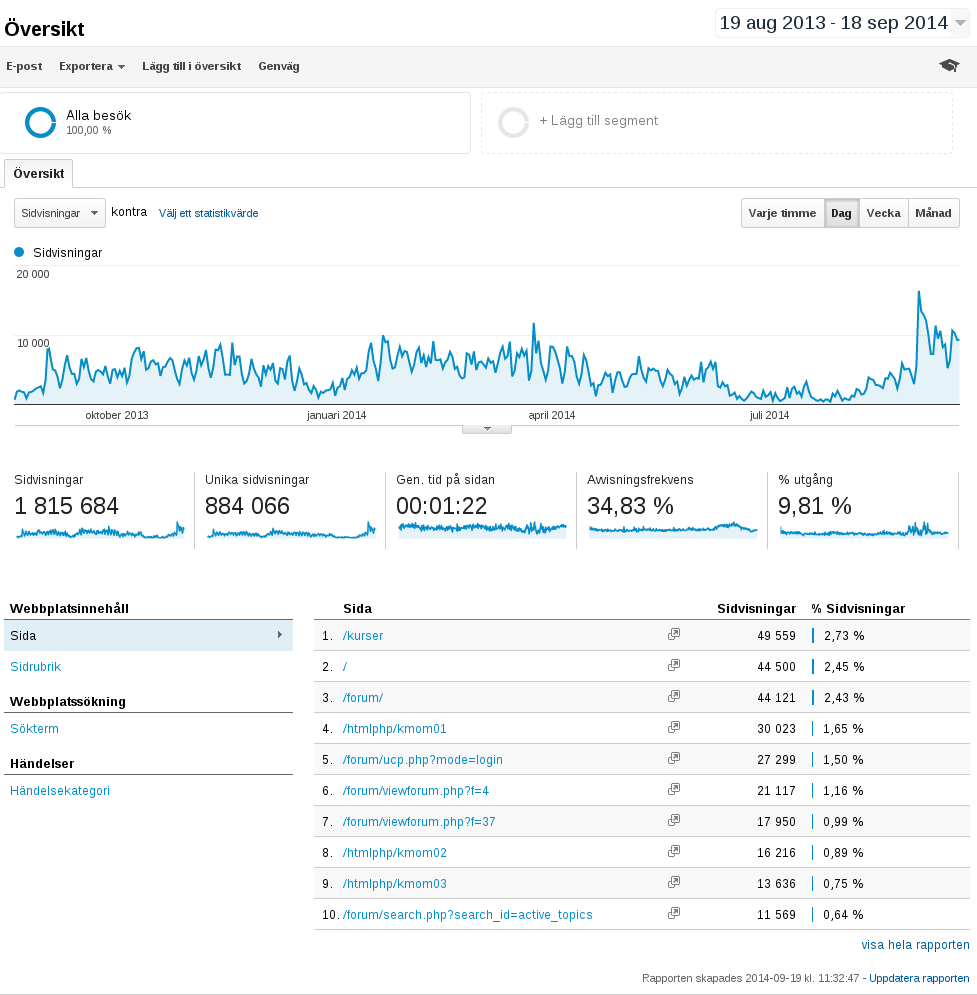 Översikt
19 aug 2013 - 18 sep 2014
E-post Exportera Lägg till i översikt Genväg
Alla besök
100,00 %
+ Lägg till segment
Översikt
Sidvisningar kontra Välj ett statistikvärde
Varje timme Dag Vecka Månad
Sidvisningar
20 000
10 000
oktober 2013 januari 2014 april 2014 juli 2014
Sidvisningar Unika sidvisningar Gen. tid på sidan Avvisningsfrekvens % utgång
1 815 684 884 066 00:01:22 34,83 % 9,81 %
Webbplatsinnehåll
Sida
Sidrubrik
Webbplatssökning
Sökterm
Händelser
Händelsekategori
Sida Sidvisningar % Sidvisningar
1. /kurser 49 559 2,73 %
2. / 44 500 2,45 %
3. /forum/ 44 121 2,43 %
4. /htmlphp/kmom01 30 023 1,65 %
5. /forum/ucp.php?mode=login 27 299 1,50 %
6. /forum/viewforum.php?f=4 21 117 1,16 %
7. /forum/viewforum.php?f=37 17 950 0,99 %
8. /htmlphp/kmom02 16 216 0,89 %
9. /htmlphp/kmom03 13 636 0,75 %
10. /forum/search.php?search_id=active_topics 11 569 0,64 %
visa hela rapporten
Rapporten skapades 2014-09-19 kl. 11:32:47 - Uppdatera rapporten